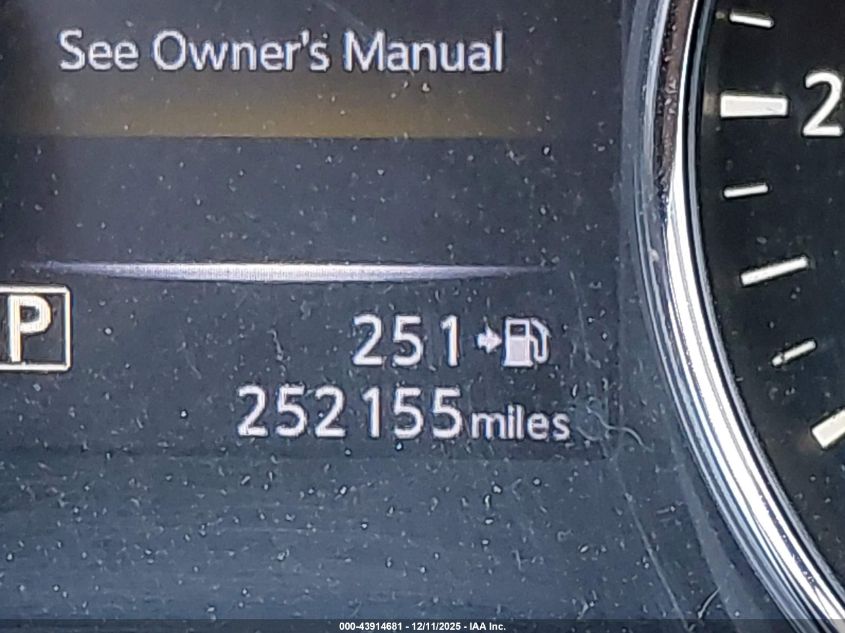 See Owner's Manual
2
P
251
252155 miles
000-43914681 - 12/11/2025 - IAA Inc.